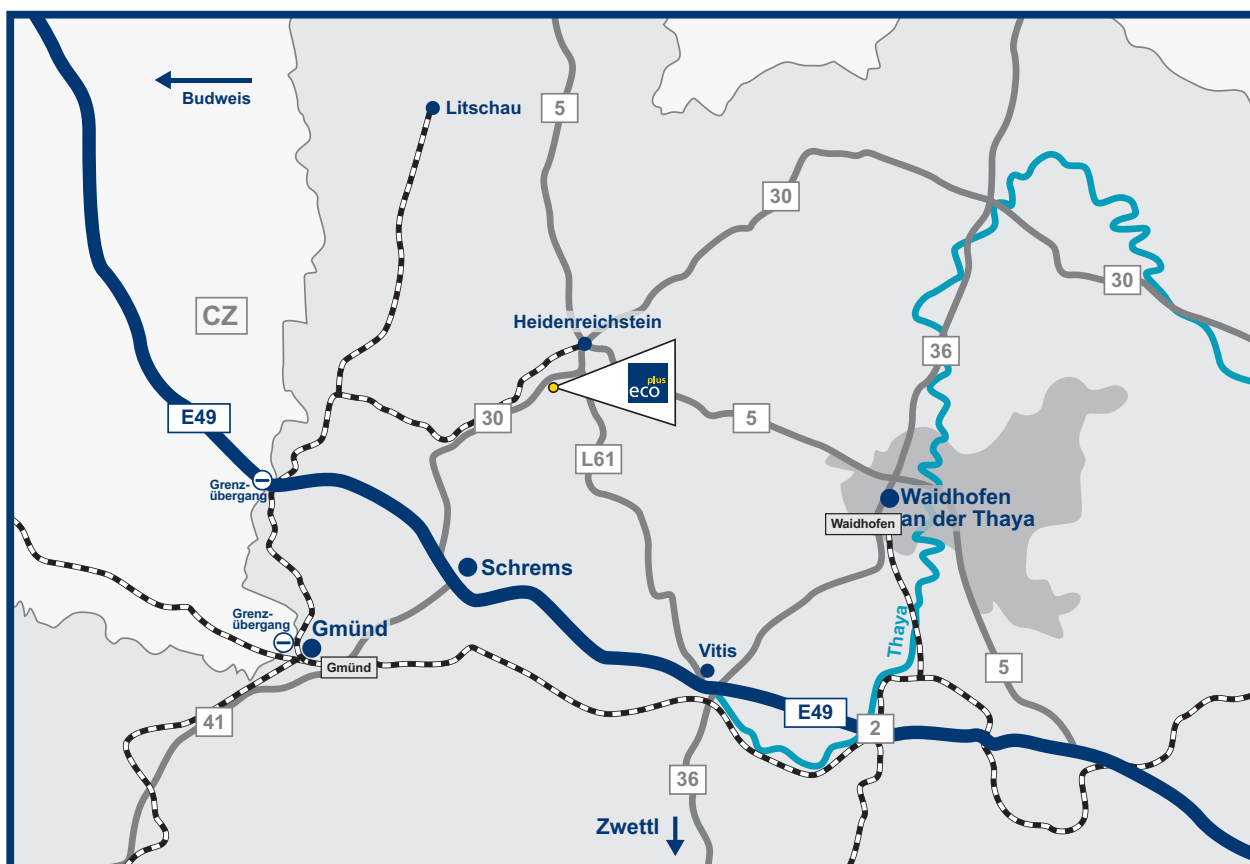 Budweis
Litschau
5
30
30
CZ
Heidenreichstein
36
plus
eco
E49
30
5
L61
Grenz-
übergang
Waidhofen
an der Thaya
Waidhofen
Schrems
Grenz-
übergang
Gmünd
Gmünd
Thaya
Vitis
5
E49
41
2
36
Zwettl